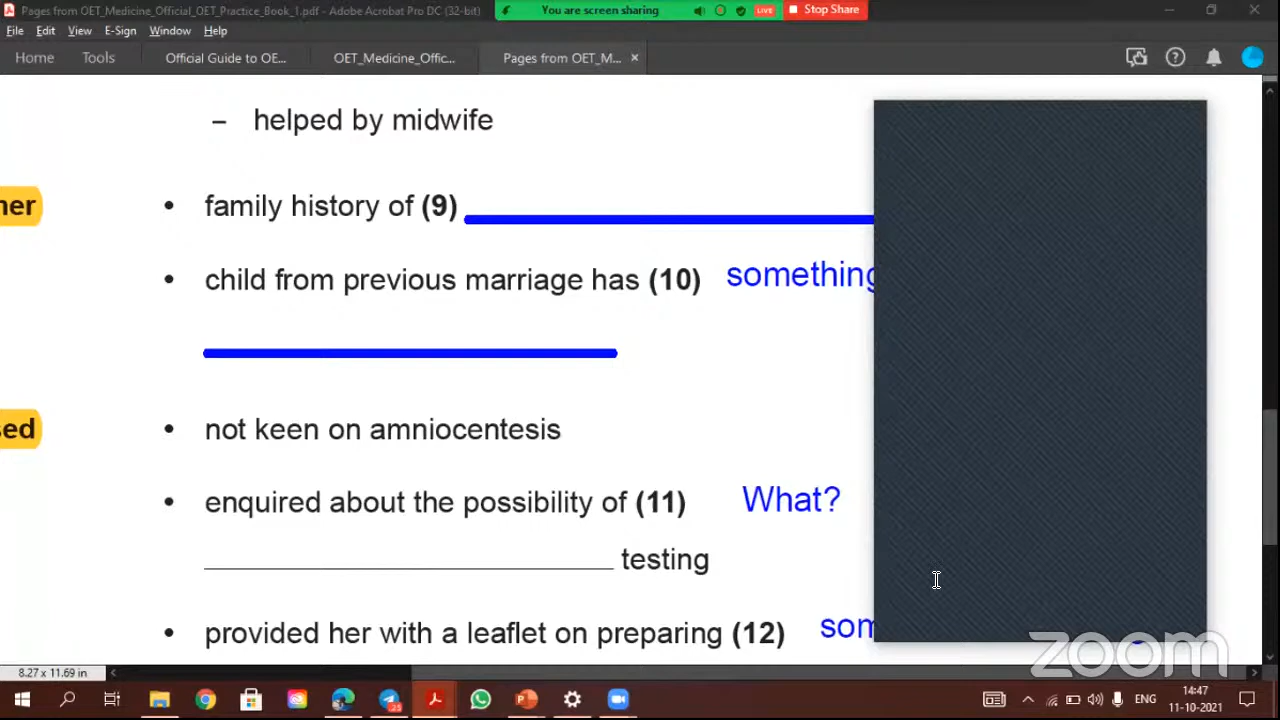 Pages from OET_Medicine_Official_OET_Practice_Book_1.pdf - Adobe Acrobat Pro DC (32-bit)
You are screen sharing
LIVE
Stop Share
File Edit View E-Sign Window Help
Home Tools Official Guide to OE... OET_Medicine_Offic... Pages from OET_M... ×
– helped by midwife
ner
• family history of (9)
• child from previous marriage has (10) something
sed
• not keen on amniocentesis
• enquired about the possibility of (11) What?
testing
• provided her with a leaflet on preparing (12) som
zoom
8.27 x 11.69 in
ENG
14:47
11-10-2021